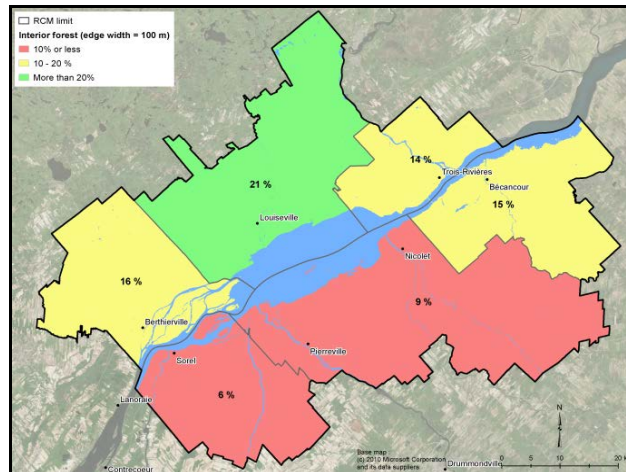 RCM limit
Interior forest (edge width = 100 m)
10% or less
10 - 20 %
More than 20%
14 %
Trois-Rivières
Bécancour
21 %
15 %
Louiseville
Nicolet
16 %
9 %
Berthierville
Pierreville
Sorel
6 %
Lanoraie
N
Contrecoeur
Base map
(c) 2010 Microsoft Corporation
and its data suppliers
Drummondville
0
10
20 k